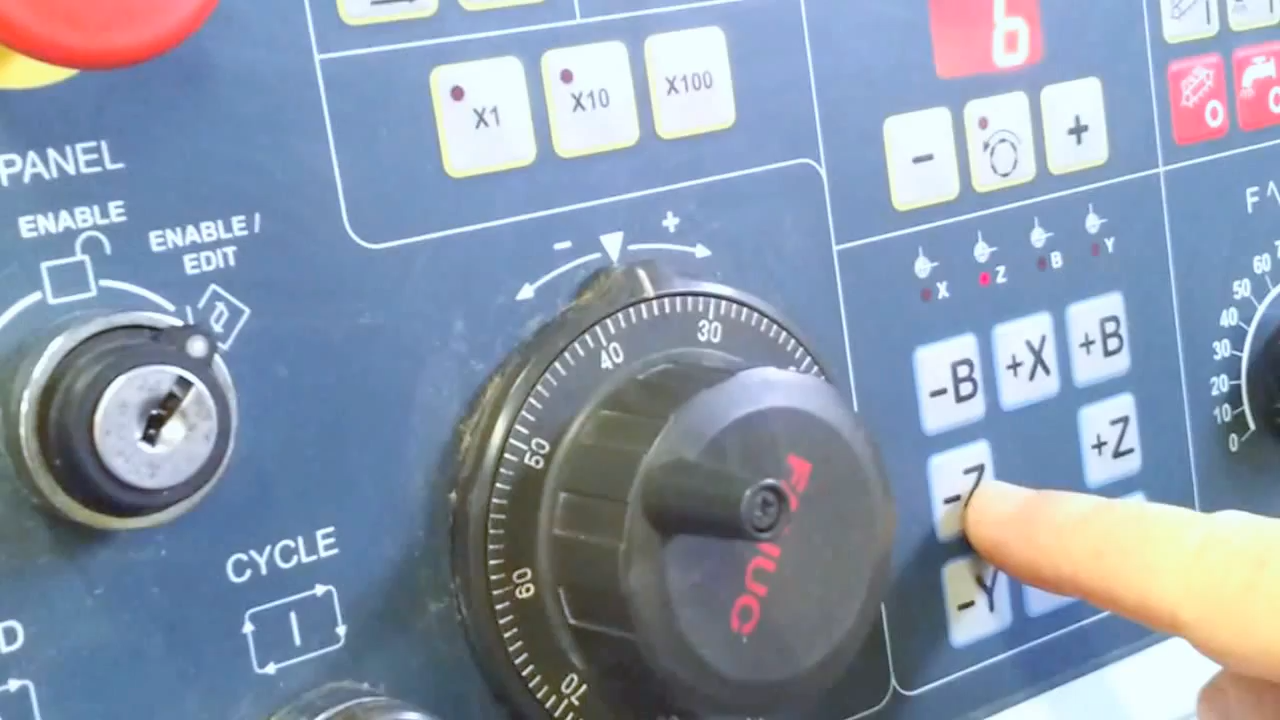 PANEL
ENABLE
ENABLE /
EDIT
X1
X10
X100
6
-
+
O
O
- +
X Z B Y
-B
+X
+B
-Z
+Z
-Y
30
40
50
60
70
FANUC
CYCLE
I
D
60
50
40
30
20
10
0